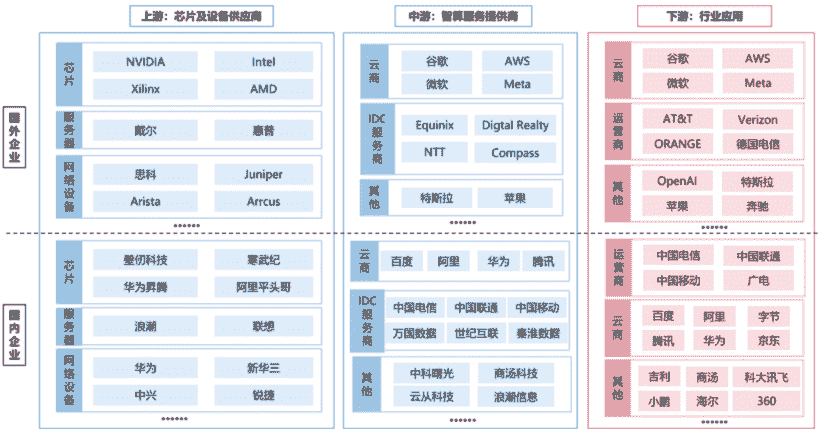 上游：芯片及设备供应商
中游：智算服务提供商
下游：行业应用
国外企业
芯片
NVIDIA Intel
Xilinx AMD
服务器
戴尔 惠普
网络设备
思科 Juniper
Arista Arrcus
......
云商
谷歌 AWS
微软 Meta
IDC服务商
Equinix Digtal Realty
NTT Compass
其他
特斯拉 苹果
......
云商
谷歌 AWS
微软 Meta
运营商
AT&T Verizon
ORANGE 德国电信
其他
OpenAI 特斯拉
苹果 奔驰
......
国内企业
芯片
壁仞科技 寒武纪
华为昇腾 阿里平头哥
服务器
浪潮 联想
网络设备
华为 新华三
中兴 锐捷
......
云商
百度 阿里 华为 腾讯
IDC服务商
中国电信 中国联通 中国移动
万国数据 世纪互联 秦淮数据
其他
中科曙光 商汤科技
云从科技 浪潮信息
......
运营商
中国电信 中国联通
中国移动 广电
云商
百度 阿里 字节
腾讯 华为 京东
其他
吉利 商汤 科大讯飞
小鹏 海尔 360
......